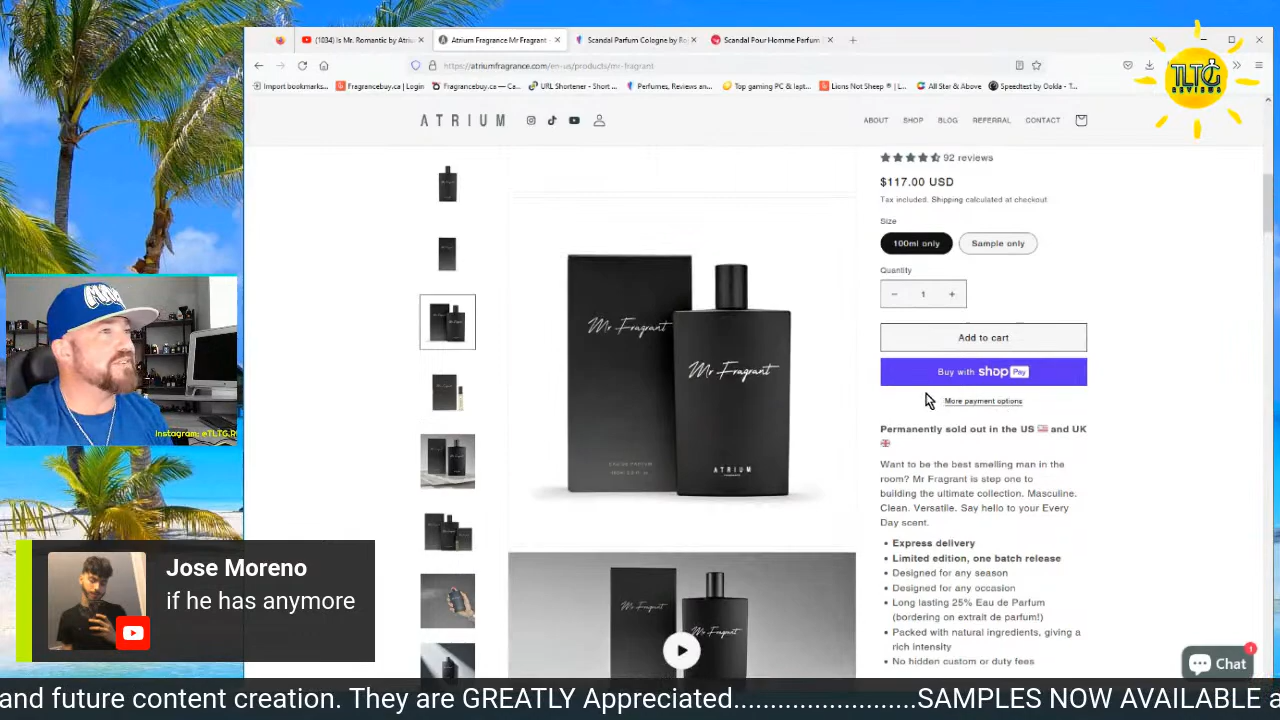 (1034) Is Mr. Romantic by Atriu
Atrium Fragrance Mr Fragrant -
Scandal Parfum Cologne by Fo
Scandal Pour Homme Parfum
https://atriumfragrance.com/en-us/products/mr-fragrant
Import bookmarks...
Fragrancebuy.ca | Login
Fragrancebuy.ca — Ca...
URL Shortener - Short ...
Perfumes, Reviews an...
Top gaming PC & lapt...
Lions Not Sheep ® | L...
All Star & Above
Speedtest by Ookla - T...
TLTG
REVIEWS
ATRIUM
ABOUT
SHOP
BLOG
REFERRAL
CONTACT
92 reviews
$117.00 USD
Tax included. Shipping calculated at checkout.
Size
100ml only
Sample only
Quantity
− 1 +
Add to cart
Buy with shop Pay
More payment options
Permanently sold out in the US 🇺🇸 and UK
🇬🇧
Want to be the best smelling man in the
room? Mr Fragrant is step one to
building the ultimate collection. Masculine.
Clean. Versatile. Say hello to your Every
Day scent.
• Express delivery
• Limited edition, one batch release
• Designed for any season
• Designed for any occasion
• Long lasting 25% Eau de Parfum
(bordering on extrait de parfum!)
• Packed with natural ingredients, giving a
rich intensity
• No hidden custom or duty fees
Mr Fragrant
Mr Fragrant
ATRIUM
Mr Fragrant
Mr Fragrant
Chat
1
Instagram: @TLTG.R
Jose Moreno
if he has anymore
and future content creation. They are GREATLY Appreciated........................SAMPLES NOW AVAILABLE a